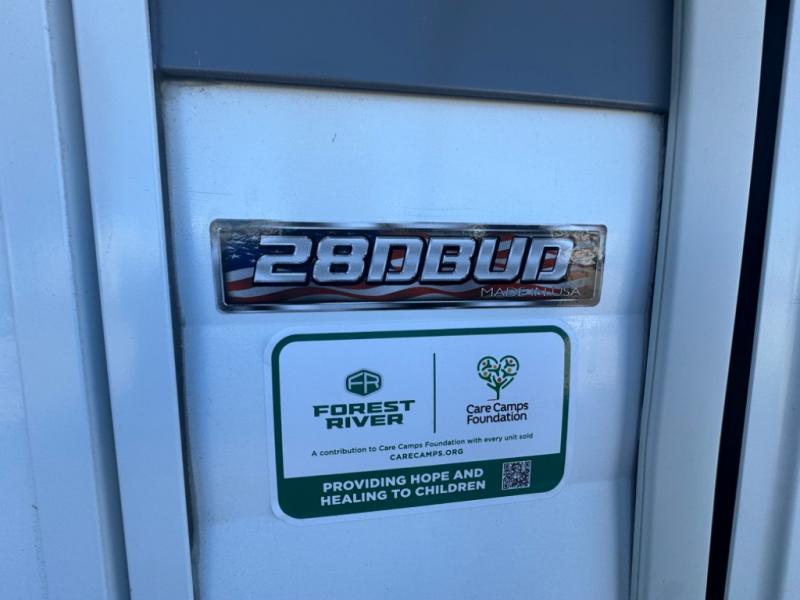 28DBUD
MADE IN USA
FR
FOREST
RIVER
Care Camps
Foundation
A contribution to Care Camps Foundation with every unit sold
CARECAMPS.ORG
PROVIDING HOPE AND
HEALING TO CHILDREN